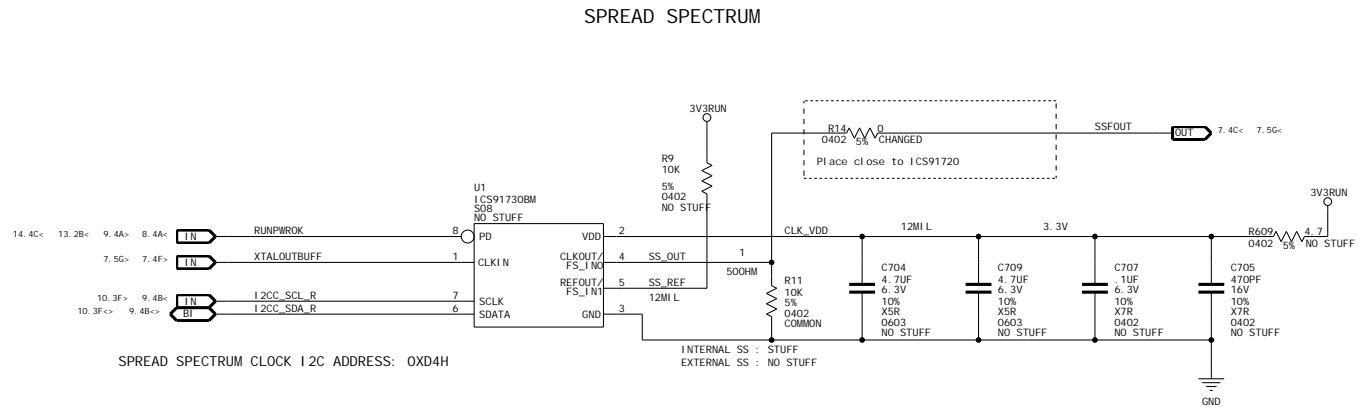 SPREAD SPECTRUM
3V3RUN
R14 0
0402 5% CHANGED
SSFOUT
OUT
7.4C< 7.5G<
Place close to ICS91720
R9
10K
5%
0402
NO STUFF
U1
ICS91730BM
SO8
NO STUFF
3V3RUN
14.4C< 13.2B< 9.4A> 8.4A<
IN
RUNPWROK
8
PD
VDD
2
CLK_VDD
12MIL
3.3V
R609 4.7
0402 5% NO STUFF
7.5G> 7.4F>
IN
XTALOUTBUFF
1
CLKIN
CLKOUT/
FS_IN0
4
SS_OUT
1
50OHM
REFOUT/
FS_IN1
5
SS_REF
12MIL
10.3F> 9.4B<
IN
I2CC_SCL_R
7
SCLK
10.3F<> 9.4B<>
BI
I2CC_SDA_R
6
SDATA
GND
3
R11
10K
5%
0402
COMMON
C704
4.7UF
6.3V
10%
X5R
0603
NO STUFF
C709
4.7UF
6.3V
10%
X5R
0603
NO STUFF
C707
.1UF
6.3V
10%
X7R
0402
NO STUFF
C705
470PF
16V
10%
X7R
0402
NO STUFF
INTERNAL SS : STUFF
EXTERNAL SS : NO STUFF
SPREAD SPECTRUM CLOCK I2C ADDRESS: 0XD4H
GND